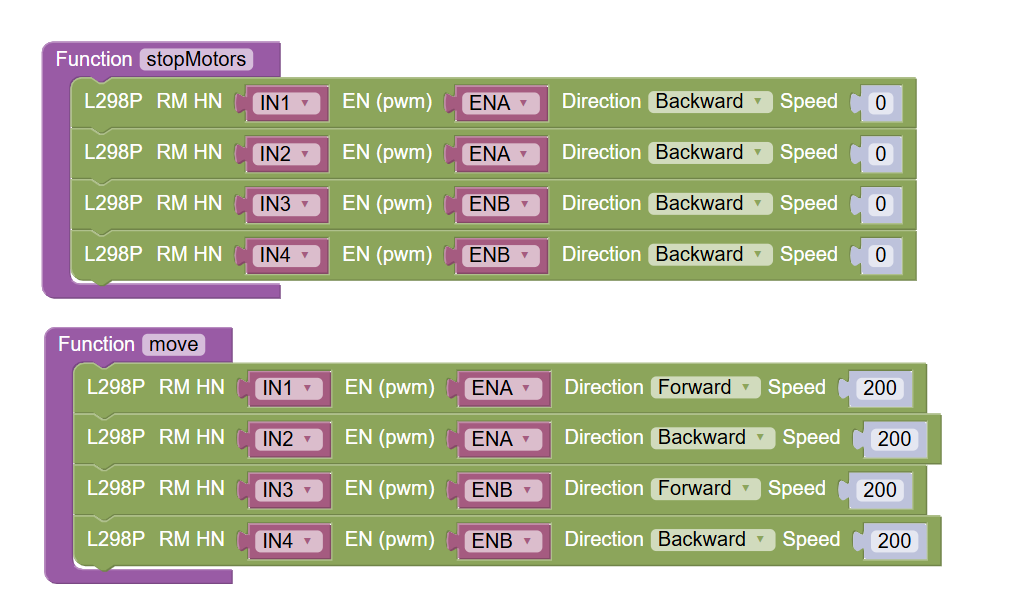 Function stopMotors
L298P RM HN IN1 EN (pwm) ENA Direction Backward Speed 0
L298P RM HN IN2 EN (pwm) ENA Direction Backward Speed 0
L298P RM HN IN3 EN (pwm) ENB Direction Backward Speed 0
L298P RM HN IN4 EN (pwm) ENB Direction Backward Speed 0
Function move
L298P RM HN IN1 EN (pwm) ENA Direction Forward Speed 200
L298P RM HN IN2 EN (pwm) ENA Direction Backward Speed 200
L298P RM HN IN3 EN (pwm) ENB Direction Forward Speed 200
L298P RM HN IN4 EN (pwm) ENB Direction Backward Speed 200